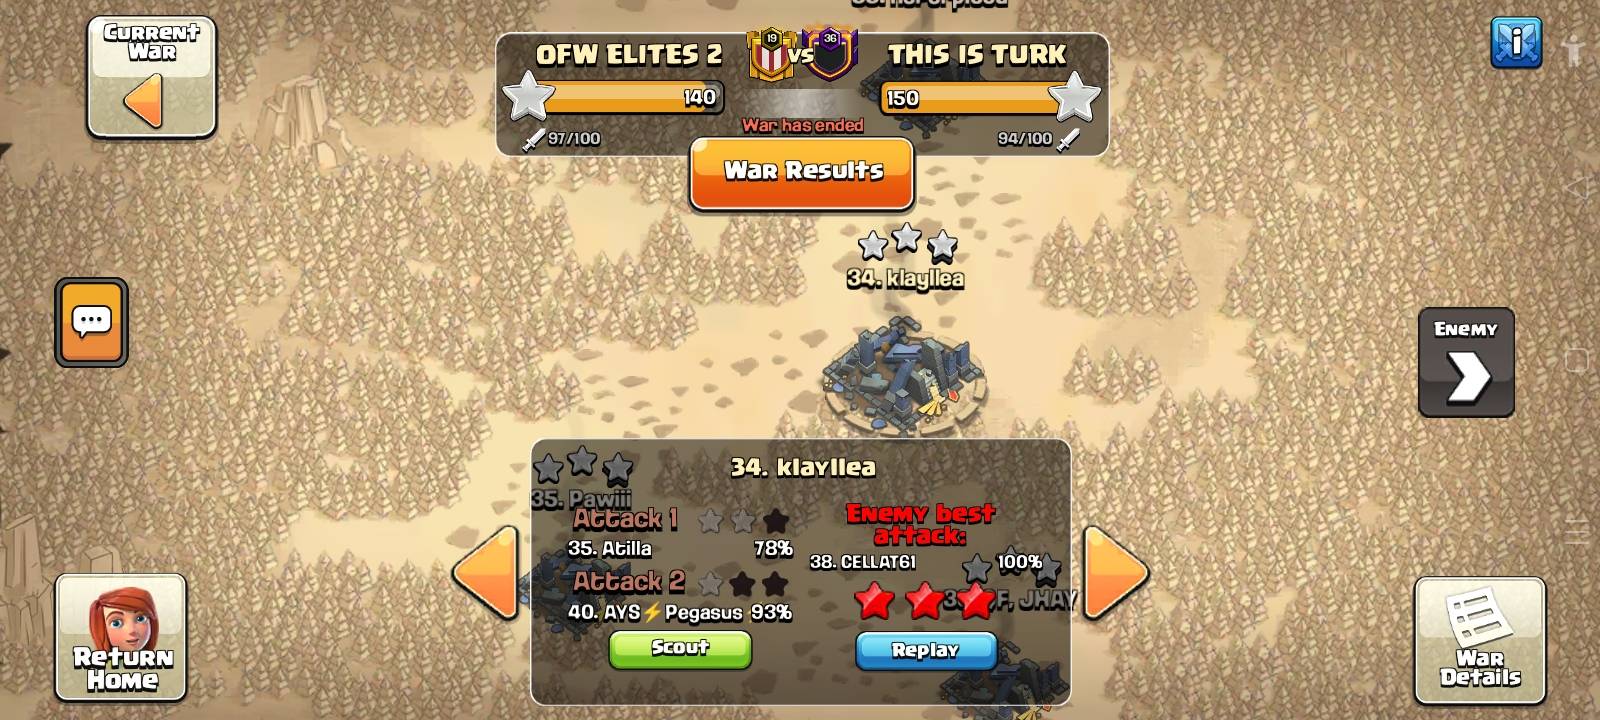 Current
War
OFW ELITES 2
19
VS
36
THIS IS TURK
140
150
War has ended
97/100
94/100
War Results
34. klayllea
Enemy
34. klayllea
35. Pawiii
Attack 1
Enemy best
attack:
35. Atilla
78%
38. CELLAT61
100%
Attack 2
40. AYS⚡Pegasus 93%
F, JHAY
Scout
Replay
Return
Home
War
Details